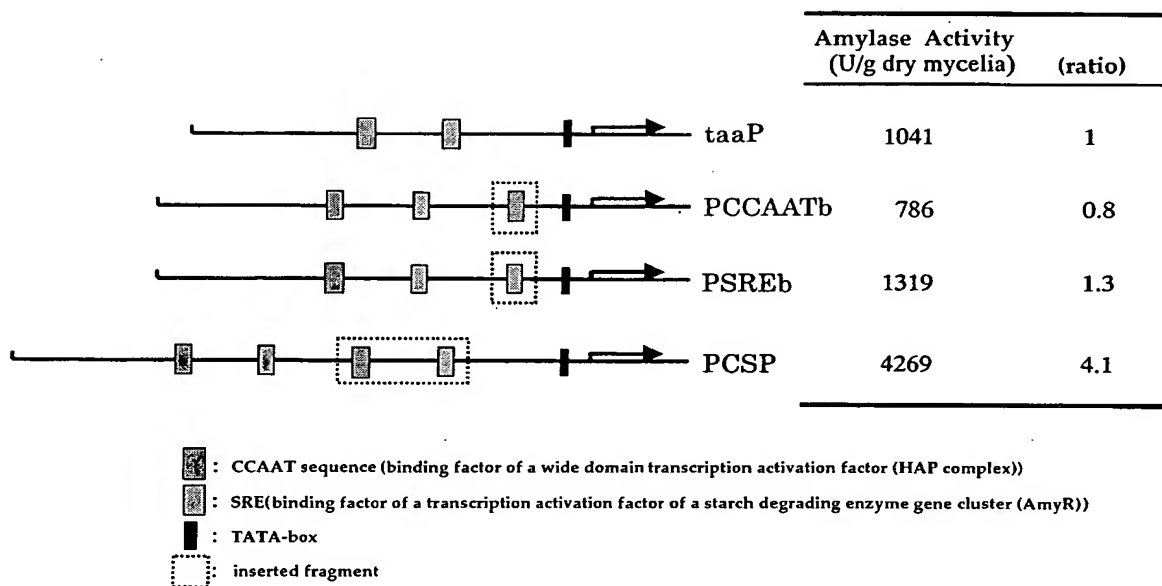 Amylase Activity
(U/g dry mycelia) (ratio)
taaP 1041 1
PCCAATb 786 0.8
PSREb 1319 1.3
PCSP 4269 4.1
: CCAAT sequence (binding factor of a wide domain transcription activation factor (HAP complex))
: SRE(binding factor of a transcription activation factor of a starch degrading enzyme gene cluster (AmyR))
: TATA-box
: inserted fragment